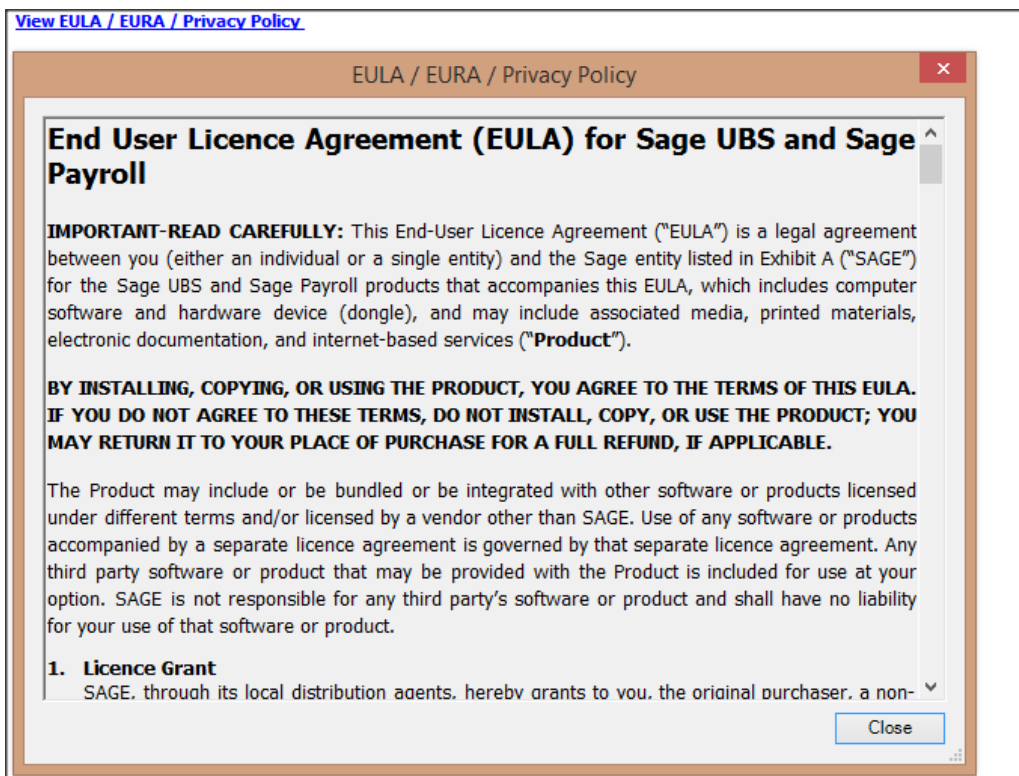 View EULA / EURA / Privacy Policy
EULA / EURA / Privacy Policy
End User Licence Agreement (EULA) for Sage UBS and Sage
Payroll
IMPORTANT-READ CAREFULLY: This End-User Licence Agreement (“EULA”) is a legal agreement
between you (either an individual or a single entity) and the Sage entity listed in Exhibit A (“SAGE”)
for the Sage UBS and Sage Payroll products that accompanies this EULA, which includes computer
software and hardware device (dongle), and may include associated media, printed materials,
electronic documentation, and internet-based services (“Product”).
BY INSTALLING, COPYING, OR USING THE PRODUCT, YOU AGREE TO THE TERMS OF THIS EULA.
IF YOU DO NOT AGREE TO THESE TERMS, DO NOT INSTALL, COPY, OR USE THE PRODUCT; YOU
MAY RETURN IT TO YOUR PLACE OF PURCHASE FOR A FULL REFUND, IF APPLICABLE.
The Product may include or be bundled or be integrated with other software or products licensed
under different terms and/or licensed by a vendor other than SAGE. Use of any software or products
accompanied by a separate licence agreement is governed by that separate licence agreement. Any
third party software or product that may be provided with the Product is included for use at your
option. SAGE is not responsible for any third party’s software or product and shall have no liability
for your use of that software or product.
1. Licence Grant
SAGE, through its local distribution agents, hereby grants to you, the original purchaser, a non-
Close